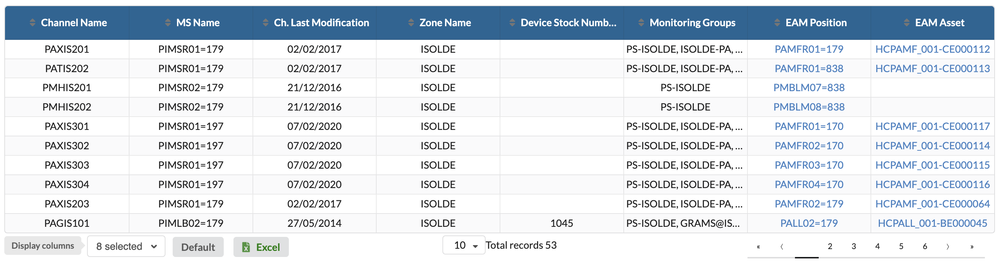 Channel Name MS Name Ch. Last Modification Zone Name Device Stock Numb... Monitoring Groups EAM Position EAM Asset
PAXIS201 PIMSR01=179 02/02/2017 ISOLDE PS-ISOLDE, ISOLDE-PA, ... PAMFR01=179 HCPAMF_001-CE000112
PATIS202 PIMSR01=179 02/02/2017 ISOLDE PS-ISOLDE, ISOLDE-PA, ... PAMFR01=838 HCPAMF_001-CE000113
PMHIS201 PIMSR02=179 21/12/2016 ISOLDE PS-ISOLDE PMBLM07=838
PMHIS202 PIMSR02=179 21/12/2016 ISOLDE PS-ISOLDE PMBLM08=838
PAXIS301 PIMSR01=197 07/02/2020 ISOLDE PS-ISOLDE, ISOLDE-PA, ... PAMFR01=170 HCPAMF_001-CE000117
PAXIS302 PIMSR01=197 07/02/2020 ISOLDE PS-ISOLDE, ISOLDE-PA, ... PAMFR02=170 HCPAMF_001-CE000114
PAXIS303 PIMSR01=197 07/02/2020 ISOLDE PS-ISOLDE, ISOLDE-PA, ... PAMFR03=170 HCPAMF_001-CE000115
PAXIS304 PIMSR01=197 07/02/2020 ISOLDE PS-ISOLDE, ISOLDE-PA, ... PAMFR04=170 HCPAMF_001-CE000116
PAXIS203 PIMSR01=179 02/02/2017 ISOLDE PS-ISOLDE, ISOLDE-PA, ... PAMFR02=179 HCPAMF_001-CE000064
PAGIS101 PIMLB02=179 27/05/2014 ISOLDE 1045 PS-ISOLDE, GRAMS@IS... PALL02=179 HCPALL_001-BE000045
Display columns 8 selected Default Excel 10 Total records 53 « ‹ 2 3 4 5 6 › »